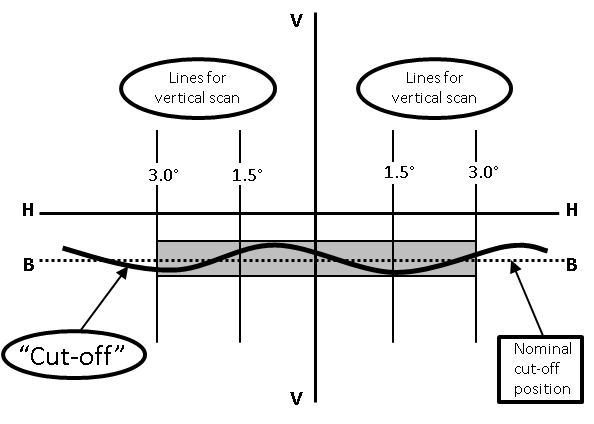 V
Lines for
vertical scan
Lines for
vertical scan
3.0° 1.5° 1.5° 3.0°
H H
B B
“Cut-off”
Nominal
cut-off
position
V